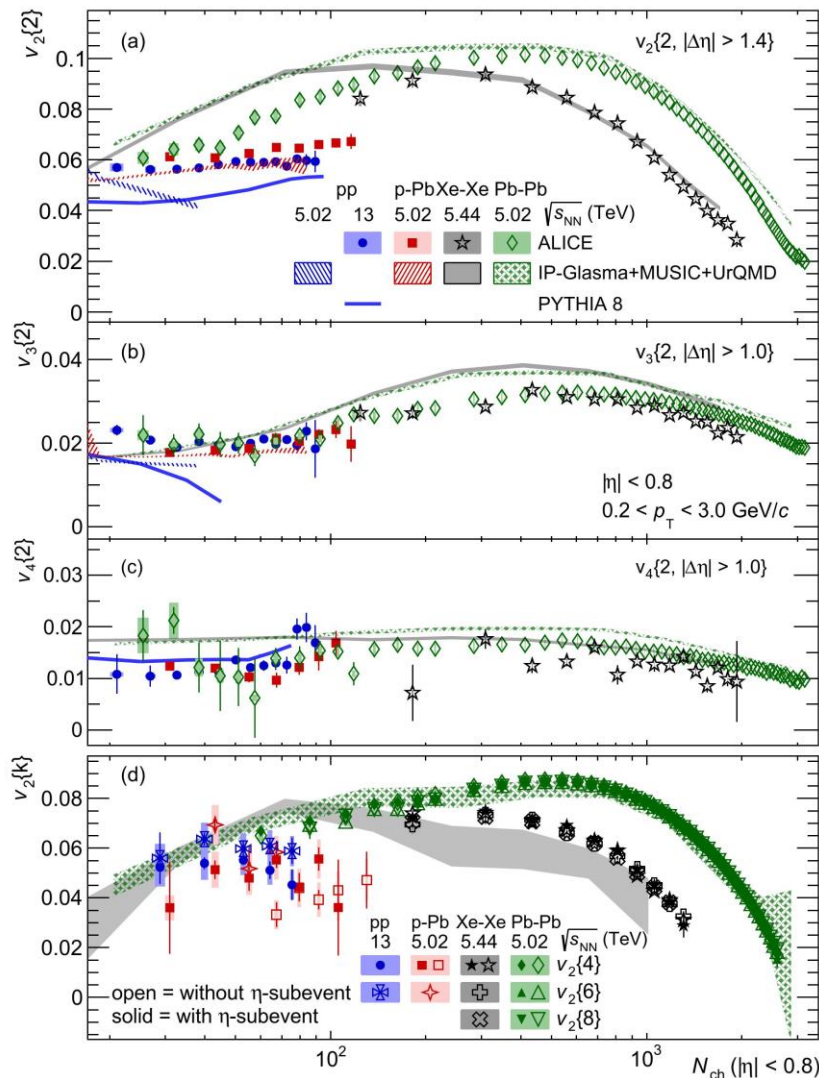 (a)
v₂{2, |Δη| > 1.4}
v₂{2}
0.1
0.08
0.06
0.04
0.02
0
pp p-Pb Xe-Xe Pb-Pb
5.02 13 5.02 5.44 5.02 √s_NN (TeV)
ALICE
IP-Glasma+MUSIC+UrQMD
PYTHIA 8
(b)
v₃{2, |Δη| > 1.0}
v₃{2}
0.04
0.02
0
|η| < 0.8
0.2 < p_T < 3.0 GeV/c
(c)
v₄{2, |Δη| > 1.0}
v₄{2}
0.03
0.02
0.01
0
(d)
v₂{k}
0.08
0.06
0.04
0.02
0
pp p-Pb Xe-Xe Pb-Pb
13 5.02 5.44 5.02 √s_NN (TeV)
v₂{4}
v₂{6}
v₂{8}
open = without η-subevent
solid = with η-subevent
10²
10³
N_ch (|η| < 0.8)